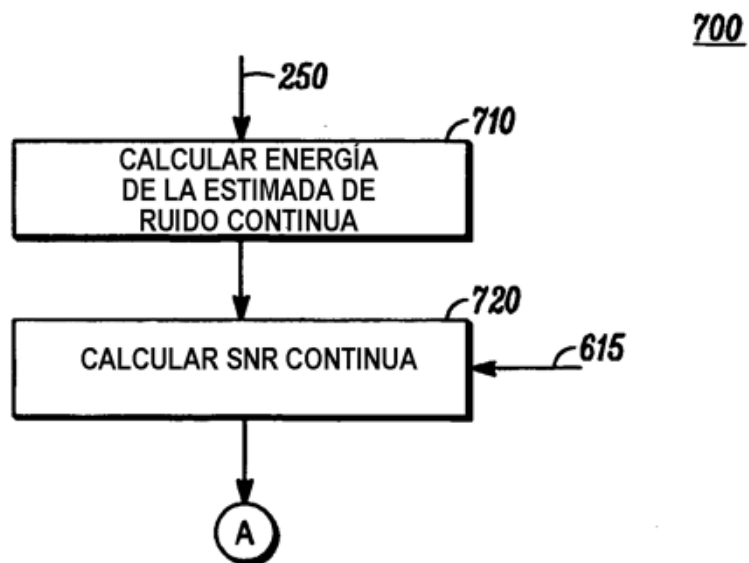 700
250
710
CALCULAR ENERGÍA
DE LA ESTIMADA DE
RUIDO CONTINUA
720
CALCULAR SNR CONTINUA
615
A